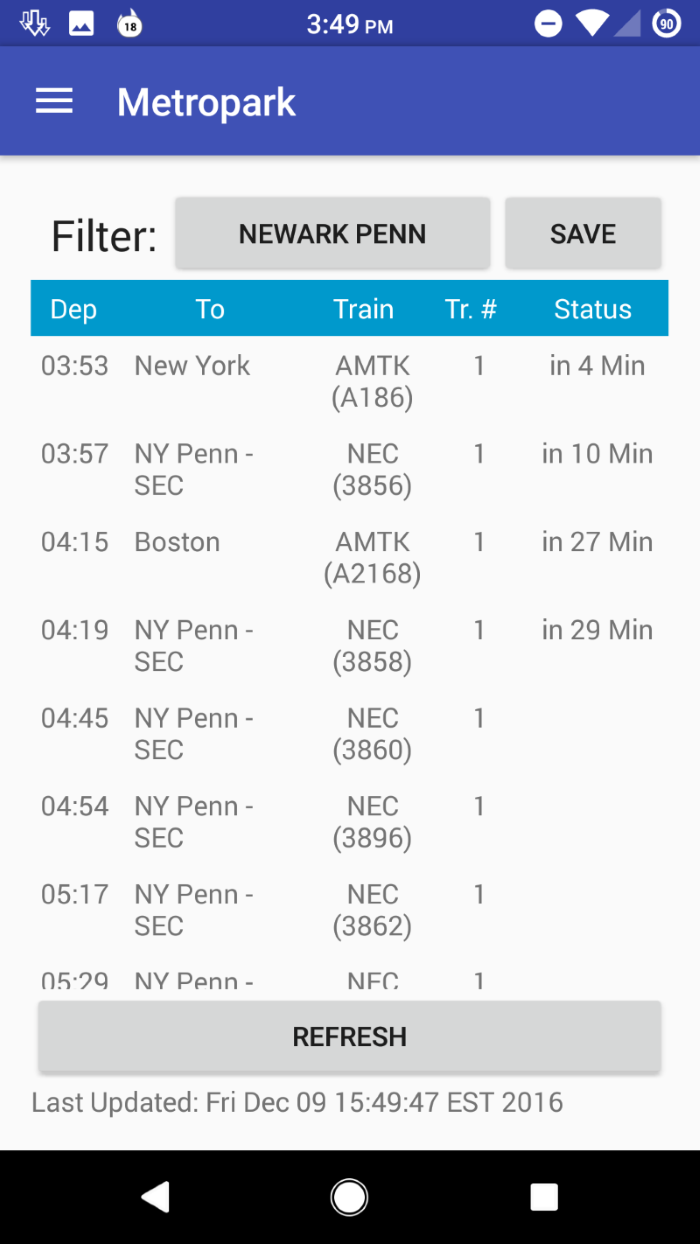 18
3:49 PM
90
Metropark
Filter:
NEWARK PENN
SAVE
Dep To Train Tr. # Status
03:53 New York AMTK 1 in 4 Min
(A186)
03:57 NY Penn - NEC 1 in 10 Min
SEC (3856)
04:15 Boston AMTK 1 in 27 Min
(A2168)
04:19 NY Penn - NEC 1 in 29 Min
SEC (3858)
04:45 NY Penn - NEC 1
SEC (3860)
04:54 NY Penn - NEC 1
SEC (3896)
05:17 NY Penn - NEC 1
SEC (3862)
05:29 NY Penn - NEC 1
REFRESH
Last Updated: Fri Dec 09 15:49:47 EST 2016